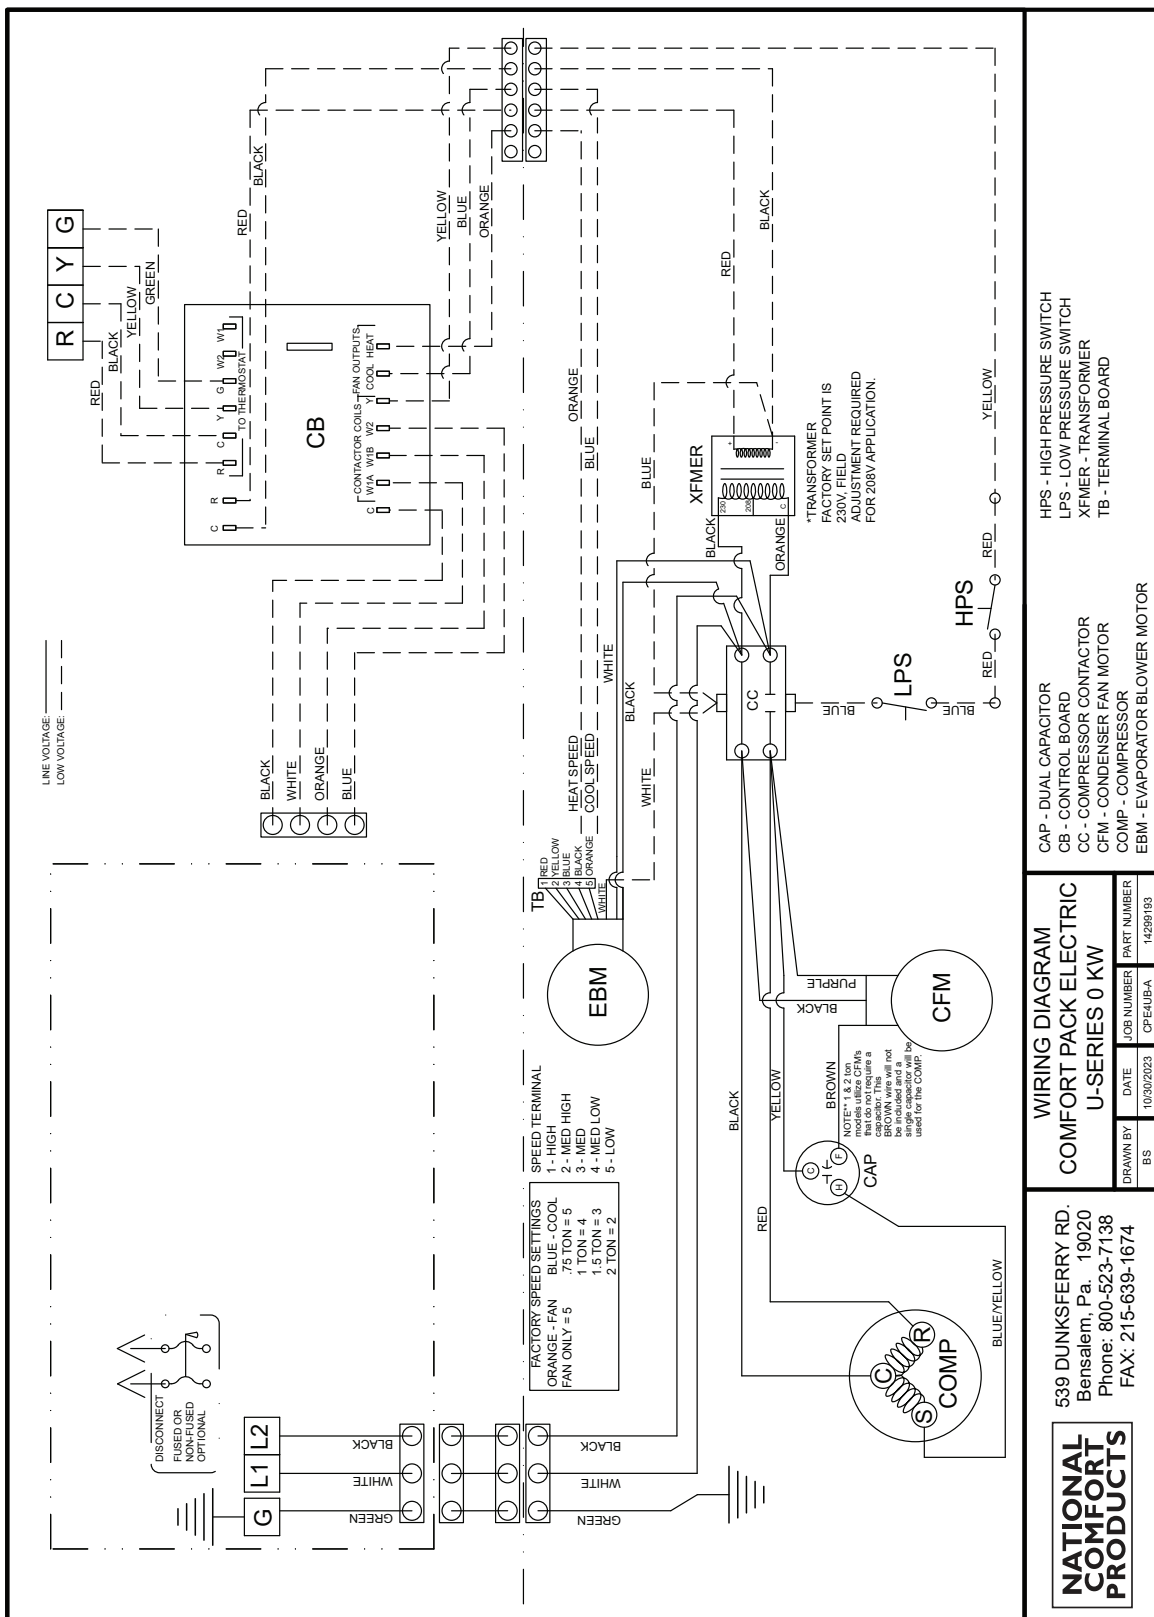 LINE VOLTAGE:
LOW VOLTAGE:
R C Y G
RED
BLACK
YELLOW
GREEN
RED
BLACK
C
R
R
C
Y
G
W2
W1
TO THERMOSTAT
CB
CONTACTOR COILS
FAN OUTPUTS
C
W1A
W1B
W2
Y
COOL
HEAT
YELLOW
BLUE
ORANGE
BLACK
WHITE
ORANGE
BLUE
DISCONNECT
FUSED OR
NON-FUSED
OPTIONAL
G
L1
L2
GREEN
WHITE
BLACK
GREEN
WHITE
BLACK
FACTORY SPEED SETTINGS
ORANGE - FAN
FAN ONLY = 5
BLUE - COOL
.75 TON = 5
1 TON = 4
1.5 TON = 3
2 TON = 2
SPEED TERMINAL
1 - HIGH
2 - MED HIGH
3 - MED
4 - MED LOW
5 - LOW
EBM
TB
1 RED
2 YELLOW
3 BLUE
4 BLACK
5 ORANGE
WHITE
HEAT SPEED
COOL SPEED
ORANGE
BLUE
WHITE
BLACK
WHITE
BLUE
RED
BLACK
XFMER
+
-
230
208
C
BLACK
ORANGE
*TRANSFORMER
FACTORY SET POINT IS
230V, FIELD
ADJUSTMENT REQUIRED
FOR 208V APPLICATION.
CC
BLUE
LPS
BLUE
RED
HPS
RED
YELLOW
BLACK
YELLOW
RED
BROWN
BLACK
PURPLE
CFM
NOTE** 1 & 2 ton
models utilize CFM's
that do not require a
capacitor. This
BROWN wire will not
be included and a
single capacitor will be
used for the COMP.
C
F
H
CAP
BLUE/YELLOW
C
R
S
COMP
NATIONAL
COMFORT
PRODUCTS
539 DUNKSFERRY RD.
Bensalem, Pa. 19020
Phone: 800-523-7138
FAX: 215-639-1674
WIRING DIAGRAM
COMFORT PACK ELECTRIC
U-SERIES 0 KW
DRAWN BY
BS
DATE
10/30/2023
JOB NUMBER
CPE4UB-A
PART NUMBER
14299193
CAP - DUAL CAPACITOR
CB - CONTROL BOARD
CC - COMPRESSOR CONTACTOR
CFM - CONDENSER FAN MOTOR
COMP - COMPRESSOR
EBM - EVAPORATOR BLOWER MOTOR
HPS - HIGH PRESSURE SWITCH
LPS - LOW PRESSURE SWITCH
XFMER - TRANSFORMER
TB - TERMINAL BOARD